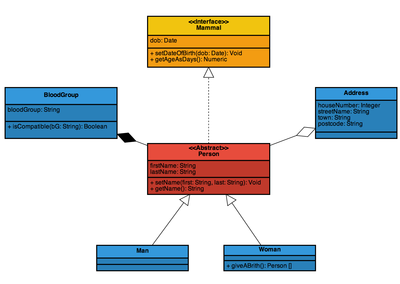 <<Interface>>
Mammal
dob: Date
+ setDateOfBirth(dob: Date): Void
+ getAgeAsDays(): Numeric
BloodGroup
bloodGroup: String
+ isCompatible(bG: String): Boolean
Address
houseNumber: Integer
streetName: String
town: String
postcode: String
<<Abstract>>
Person
firstName: String
lastName: String
+ setName(first: String, last: String): Void
+ getName(): String
Man
Woman
+ giveABrith(): Person []